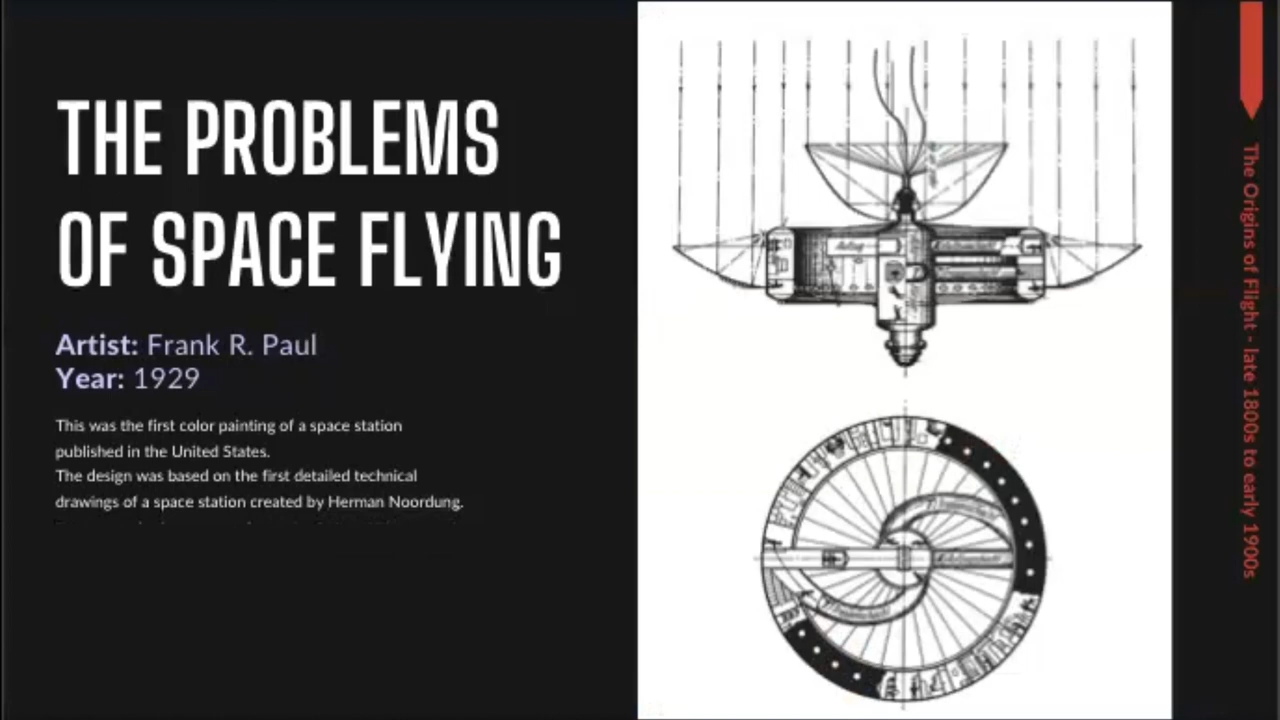 THE PROBLEMS
OF SPACE FLYING
Artist: Frank R. Paul
Year: 1929
This was the first color painting of a space station
published in the United States.
The design was based on the first detailed technical
drawings of a space station created by Herman Noordung.
The Origins of Flight - late 1800s to early 1900s